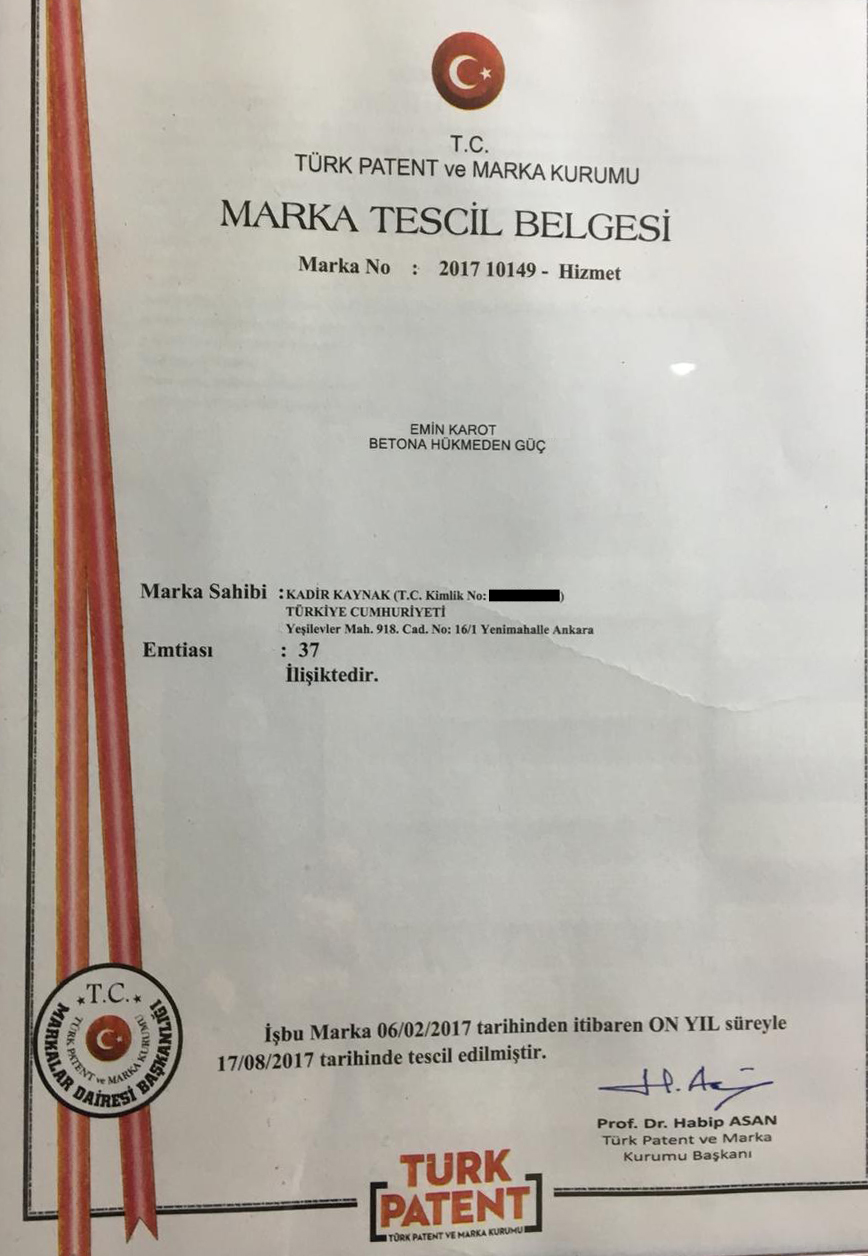 T.C.
TÜRK PATENT ve MARKA KURUMU
MARKA TESCİL BELGESİ
Marka No : 2017 10149 - Hizmet
EMİN KAROT
BETONA HÜKMEDEN GÜÇ
Marka Sahibi : KADİR KAYNAK (T.C. Kimlik No: )
TÜRKİYE CUMHURİYETİ
Yeşilevler Mah. 918. Cad. No: 16/1 Yenimahalle Ankara
Emtiası : 37
İlişiktedir.
T.C.
TÜRK PATENT ve MARKA KURUMU
MARKALAR DAİRESİ BAŞKANLIĞI
İşbu Marka 06/02/2017 tarihinden itibaren ON YIL süreyle
17/08/2017 tarihinde tescil edilmiştir.
Prof. Dr. Habip ASAN
Türk Patent ve Marka
Kurumu Başkanı
TÜRK
PATENT
TÜRK PATENT VE MARKA KURUMU